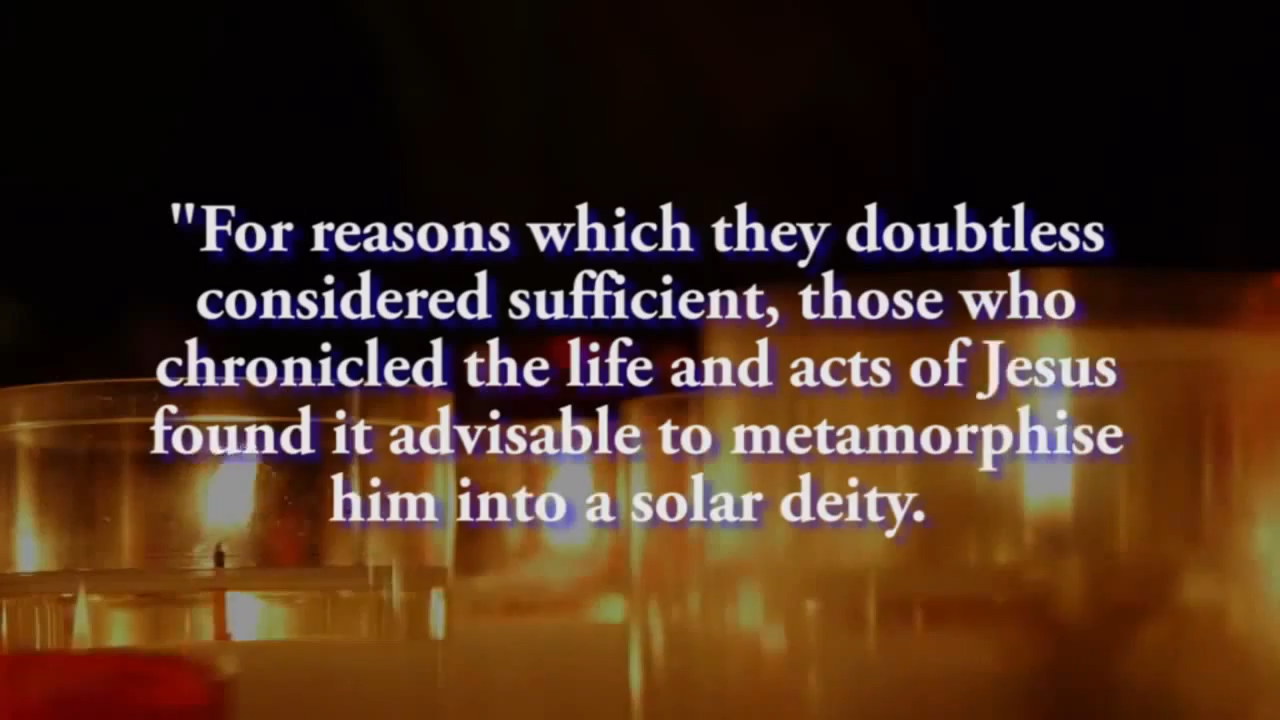 "For reasons which they doubtless
considered sufficient, those who
chronicled the life and acts of Jesus
found it advisable to metamorphise
him into a solar deity.